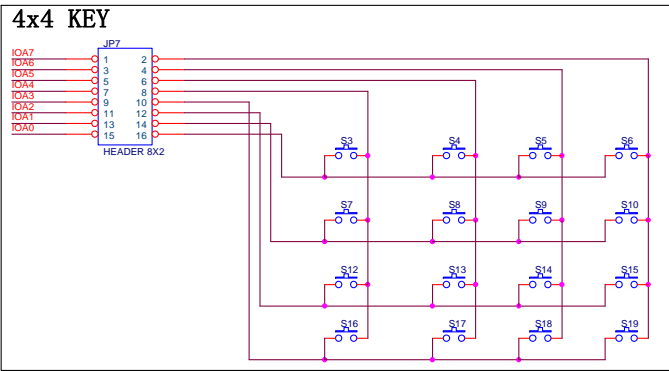 4x4 KEY
JP7
IOA7 1 2
IOA6 3 4
IOA5 5 6
IOA4 7 8
IOA3 9 10
IOA2 11 12
IOA1 13 14
IOA0 15 16
HEADER 8X2
S3 S4 S5 S6
S7 S8 S9 S10
S12 S13 S14 S15
S16 S17 S18 S19